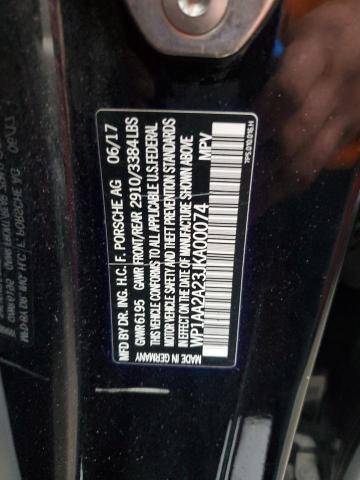 MFD BY DR. ING. H.C. F. PORSCHE AG 06/17
GVWR 6195 GAWR FRONT/REAR 2910/3384LBS
THIS VEHICLE CONFORMS TO ALL APPLICABLE U.S. FEDERAL
MOTOR VEHICLE SAFETY AND THEFT PREVENTION STANDARDS
IN EFFECT ON THE DATE OF MANUFACTURE SHOWN ABOVE.
WP1AA2A23JKA00074 MPV
MADE IN GERMANY